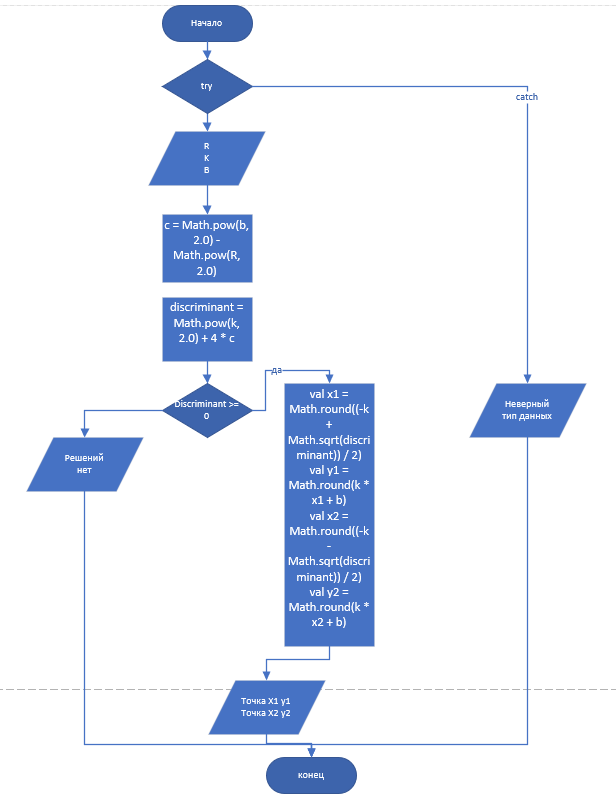 Начало
try
catch
R
K
B
c = Math.pow(b,
2.0) -
Math.pow(R,
2.0)
discriminant =
Math.pow(k,
2.0) + 4 * c
да
Discriminant >=
0
val x1 =
Math.round((-k
+
Math.sqrt(discri
minant)) / 2)
val y1 =
Math.round(k *
x1 + b)
val x2 =
Math.round((-k
-
Math.sqrt(discri
minant)) / 2)
val y2 =
Math.round(k *
x2 + b)
Неверный
тип данных
Решений
нет
Точка X1 y1
Точка X2 y2
конец